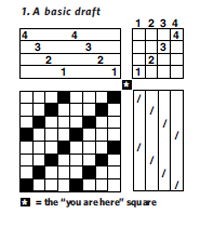 1. A basic draft
1 2 3 4
4 4 4
3 3 3
2 2 2
1 1
★
/ / / / / / / /
★ = the “you are here” square